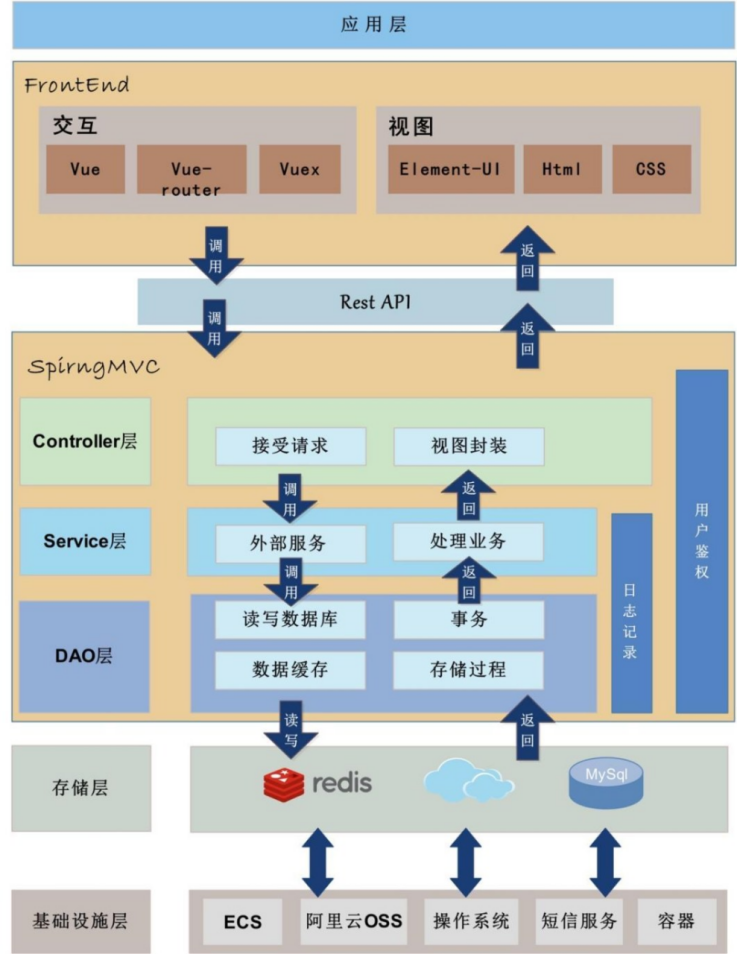 应用层
FrontEnd
交互
视图
Vue
Vue-
router
Vuex
Element-UI
Html
CSS
调用
返回
Rest API
调用
返回
SpirngMVC
Controller层
接受请求
视图封装
调用
返回
Service层
外部服务
处理业务
调用
返回
DAO层
读写数据库
事务
数据缓存
存储过程
日志记录
用户鉴权
读写
返回
存储层
redis
MySql
基础设施层
ECS
阿里云OSS
操作系统
短信服务
容器